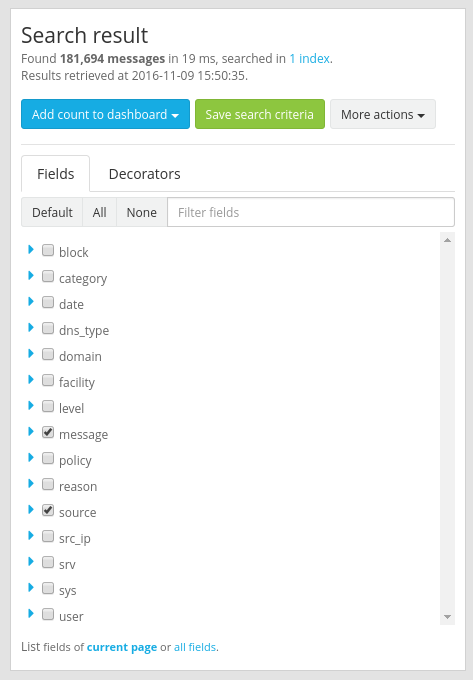 Search result
Found 181,694 messages in 19 ms, searched in 1 index.
Results retrieved at 2016-11-09 15:50:35.
Add count to dashboard Save search criteria More actions
Fields Decorators
Default All None Filter fields
block
category
date
dns_type
domain
facility
level
message
policy
reason
source
src_ip
srv
sys
user
List fields of current page or all fields.